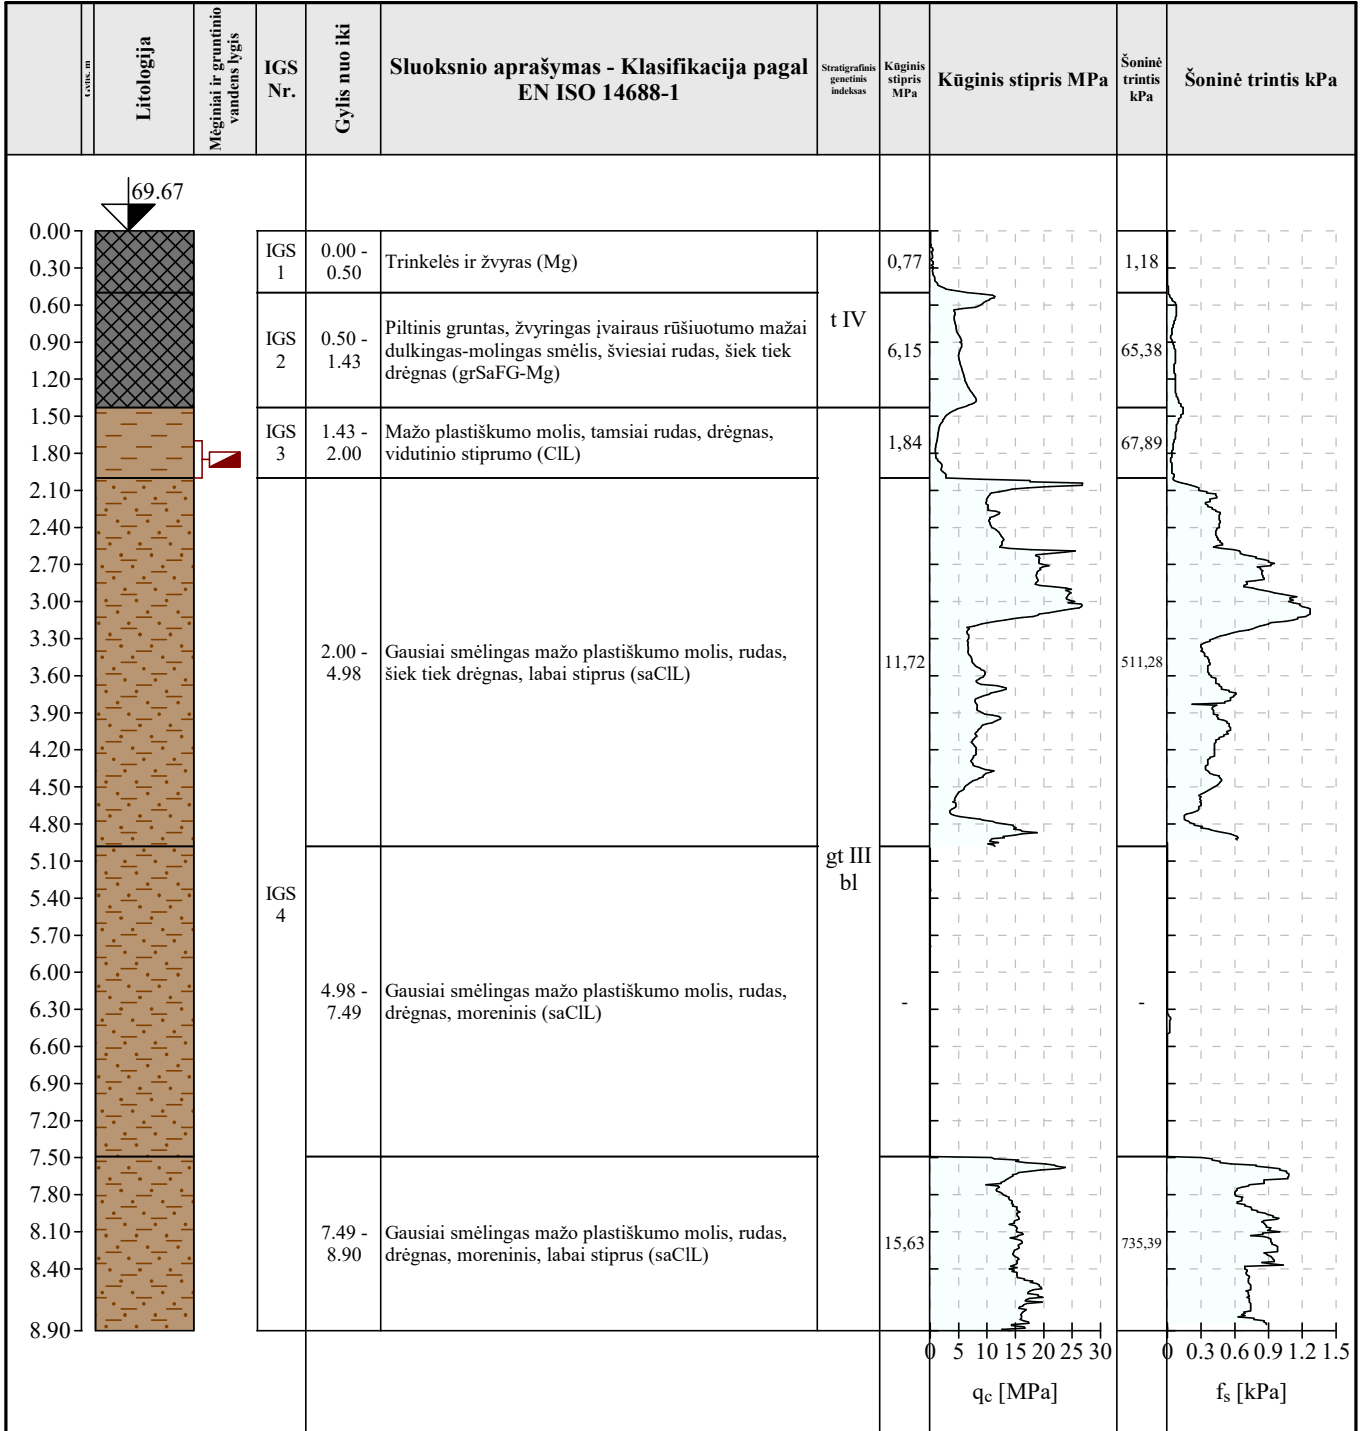 Gylis, m
Litologija
Mėginiai ir gruntinio
vandens lygis
IGS
Nr.
Gylis nuo iki
Sluoksnio aprašymas - Klasifikacija pagal
EN ISO 14688-1
Stratigrafinis
genetinis
indeksas
Kūginis
stipris
MPa
Kūginis stipris MPa
Šoninė
trintis
kPa
Šoninė trintis kPa
69.67
0.00
0.30
0.60
0.90
1.20
1.50
1.80
2.10
2.40
2.70
3.00
3.30
3.60
3.90
4.20
4.50
4.80
5.10
5.40
5.70
6.00
6.30
6.60
6.90
7.20
7.50
7.80
8.10
8.40
8.90
IGS
1
0.00 -
0.50
Trinkelės ir žvyras (Mg)
0,77
1,18
IGS
2
0.50 -
1.43
Piltinis gruntas, žvyringas įvairaus rūšiuotumo mažai
dulkingas-molingas smėlis, šviesiai rudas, šiek tiek
drėgnas (grSaFG-Mg)
t IV
6,15
65,38
IGS
3
1.43 -
2.00
Mažo plastiškumo molis, tamsiai rudas, drėgnas,
vidutinio stiprumo (ClL)
1,84
67,89
IGS
4
2.00 -
4.98
Gausiai smėlingas mažo plastiškumo molis, rudas,
šiek tiek drėgnas, labai stiprus (saClL)
11,72
511,28
gt III
bl
4.98 -
7.49
Gausiai smėlingas mažo plastiškumo molis, rudas,
drėgnas, moreninis (saClL)
-
-
7.49 -
8.90
Gausiai smėlingas mažo plastiškumo molis, rudas,
drėgnas, moreninis, labai stiprus (saClL)
15,63
735,39
0 5 10 15 20 25 30
qc [MPa]
0 0.3 0.6 0.9 1.2 1.5
fs [kPa]